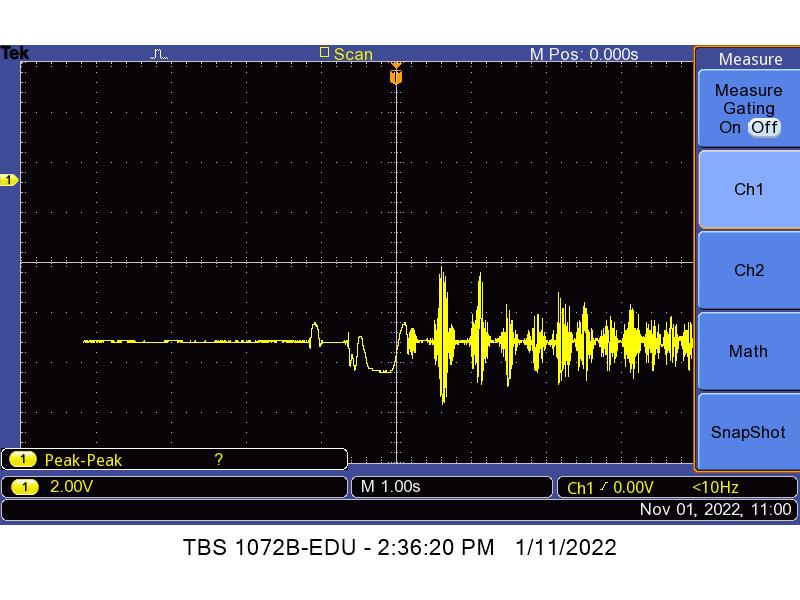 Tek Scan M Pos: 0.000s
T
1
Measure
Measure
Gating
On Off
Ch1
Ch2
Math
SnapShot
1 Peak-Peak ?
1 2.00V M 1.00s Ch1 0.00V <10Hz
Nov 01, 2022, 11:00
TBS 1072B-EDU - 2:36:20 PM 1/11/2022